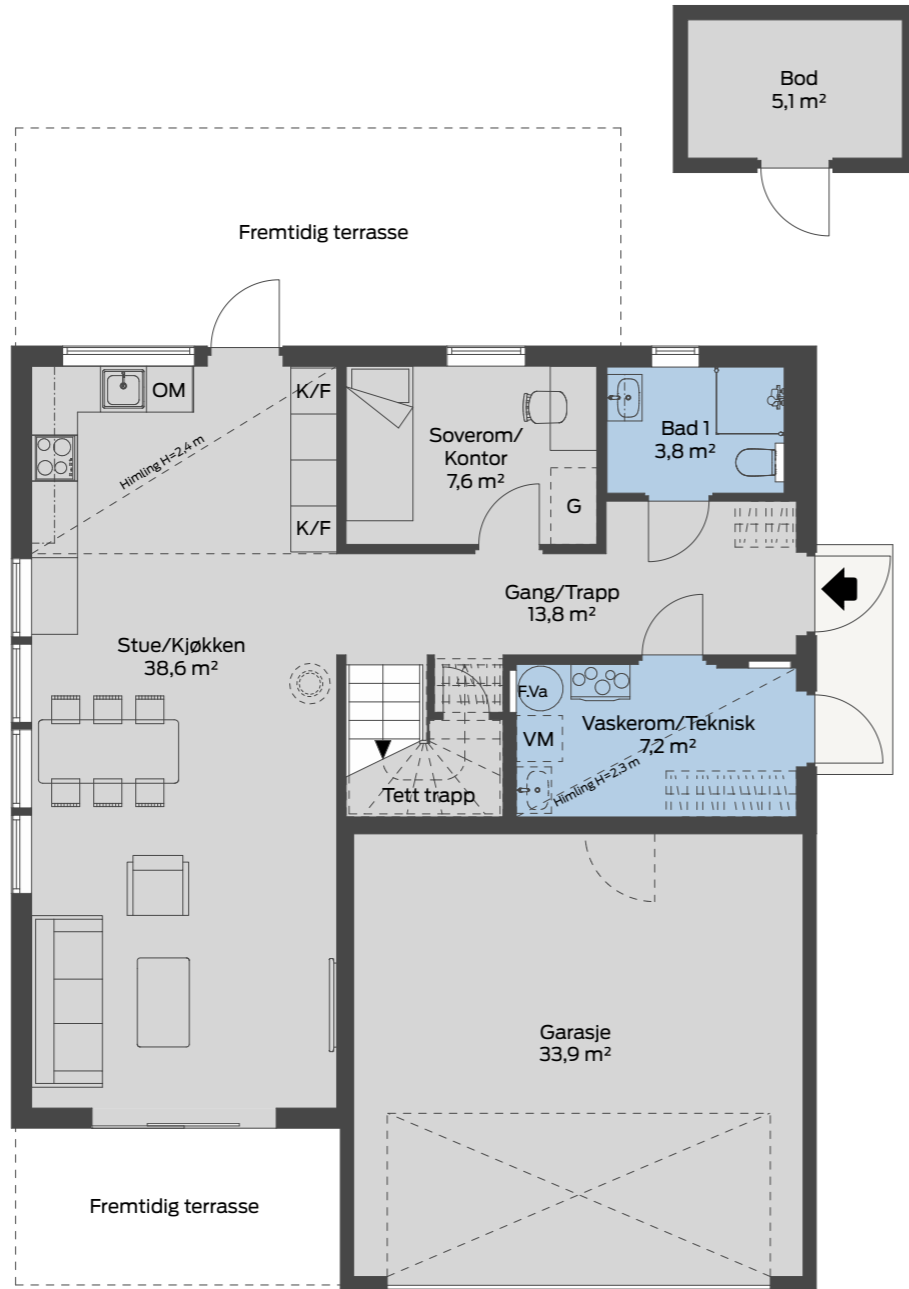 Bod
5,1 m²
Fremtidig terrasse
OM
K/F
Himling H=2,4 m
K/F
Soverom/
Kontor
7,6 m²
G
Bad 1
3,8 m²
Gang/Trapp
13,8 m²
Stue/Kjøkken
38,6 m²
F.Va
VM
Vaskerom/Teknisk
7,2 m²
Himling H=2,3 m
Tett trapp
Garasje
33,9 m²
Fremtidig terrasse